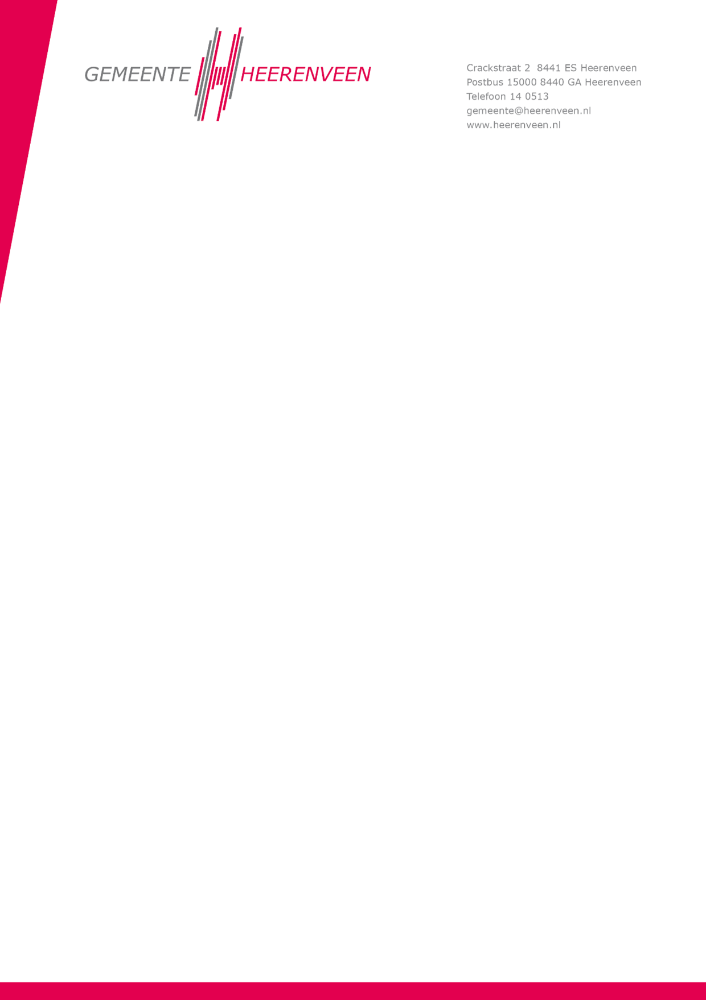 GEMEENTE HEERENVEEN
Crackstraat 2 8441 ES Heerenveen
Postbus 15000 8440 GA Heerenveen
Telefoon 14 0513
gemeente@heerenveen.nl
www.heerenveen.nl